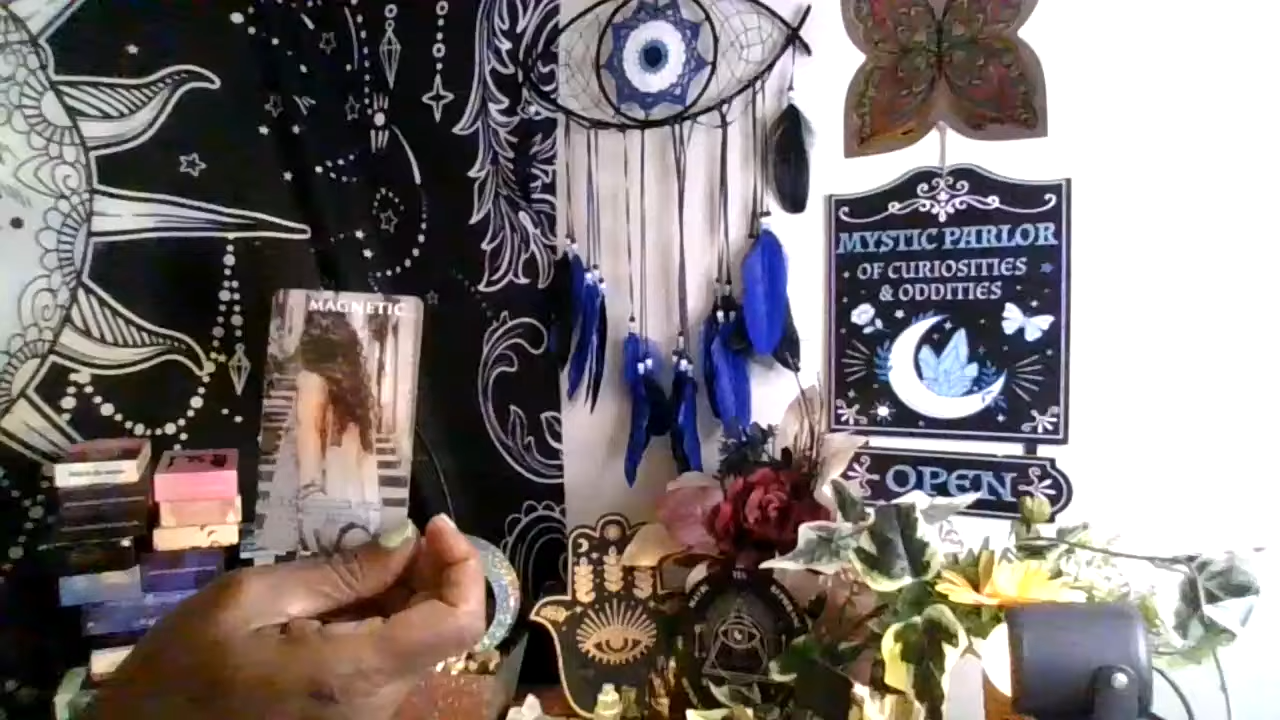 MAGNETIC
MYSTIC PARLOR
OF CURIOSITIES
& ODDITIES
OPEN